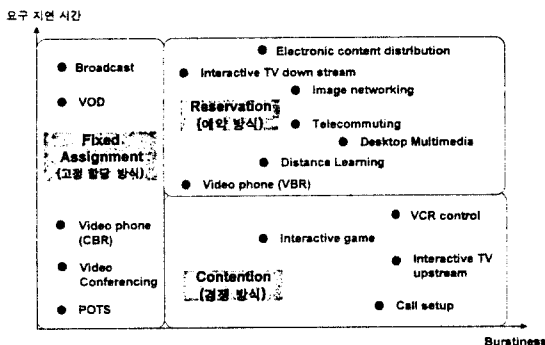 요구 지연 시간
Electronic content distribution
Broadcast
Interactive TV down stream
Image networking
VOD
Reservation
(예약 방식)
Telecommuting
Fixed
Assignment
(고정 할당 방식)
Desktop Multimedia
Distance Learning
Video phone (VBR)
VCR control
Video phone
(CBR)
Interactive game
Video
Conferencing
Interactive TV
upstream
Contention
(경쟁 방식)
POTS
Call setup
Burstiness